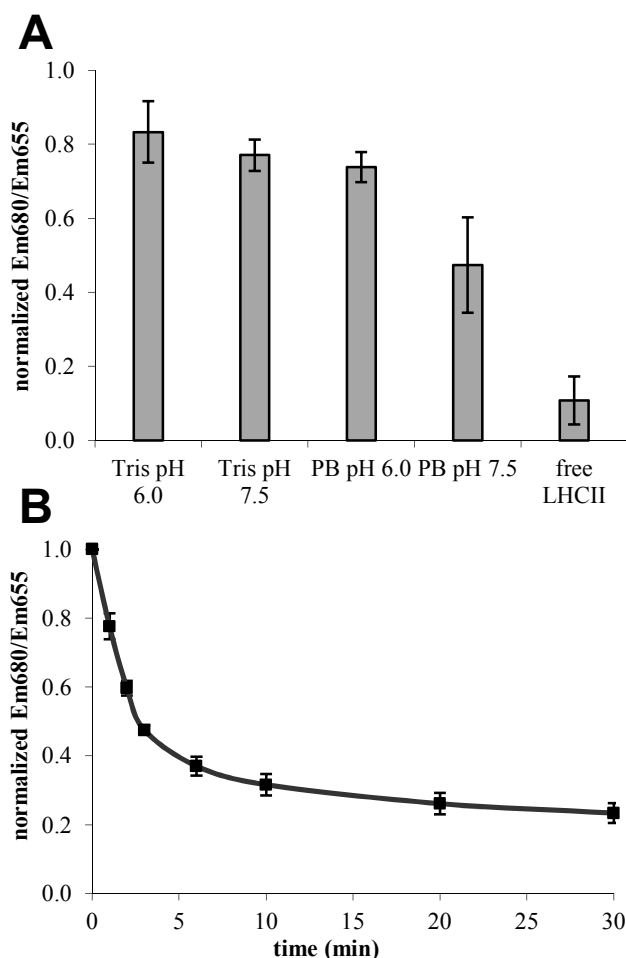 A
normalized Em680/Em655
1.0
0.8
0.6
0.4
0.2
0.0
Tris pH
6.0
Tris pH
7.5
PB pH 6.0
PB pH 7.5
free
LHCII
B
normalized Em680/Em655
1.0
0.8
0.6
0.4
0.2
0.0
0
5
10
15
20
25
30
time (min)